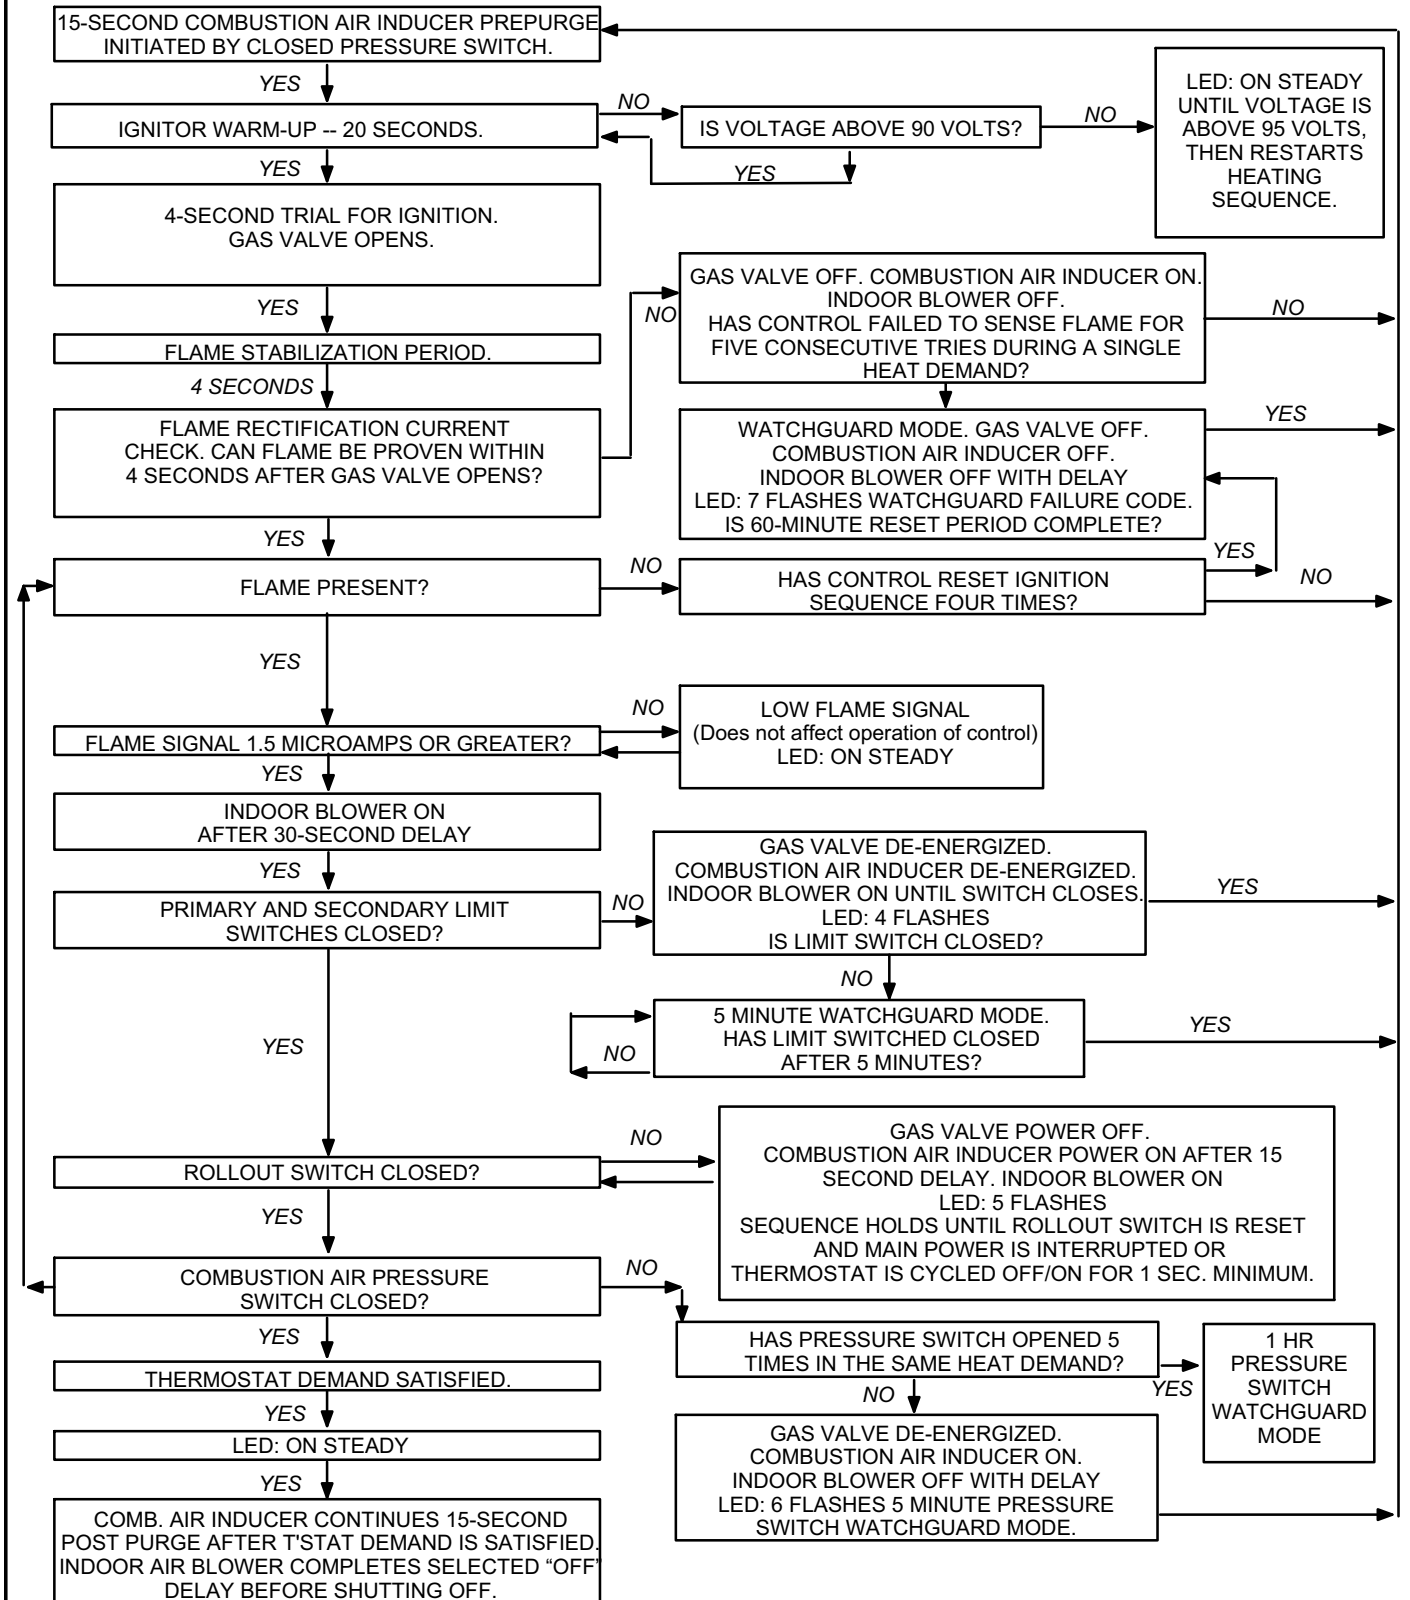 15-SECOND COMBUSTION AIR INDUCER PREPURGE
INITIATED BY CLOSED PRESSURE SWITCH.
YES
IGNITOR WARM-UP -- 20 SECONDS.
NO
IS VOLTAGE ABOVE 90 VOLTS?
YES
NO
LED: ON STEADY
UNTIL VOLTAGE IS
ABOVE 95 VOLTS,
THEN RESTARTS
HEATING
SEQUENCE.
YES
4-SECOND TRIAL FOR IGNITION.
GAS VALVE OPENS.
YES
FLAME STABILIZATION PERIOD.
4 SECONDS
FLAME RECTIFICATION CURRENT
CHECK. CAN FLAME BE PROVEN WITHIN
4 SECONDS AFTER GAS VALVE OPENS?
NO
GAS VALVE OFF. COMBUSTION AIR INDUCER ON.
INDOOR BLOWER OFF.
HAS CONTROL FAILED TO SENSE FLAME FOR
FIVE CONSECUTIVE TRIES DURING A SINGLE
HEAT DEMAND?
NO
WATCHGUARD MODE. GAS VALVE OFF.
COMBUSTION AIR INDUCER OFF.
INDOOR BLOWER OFF WITH DELAY
LED: 7 FLASHES WATCHGUARD FAILURE CODE.
IS 60-MINUTE RESET PERIOD COMPLETE?
YES
YES
FLAME PRESENT?
NO
HAS CONTROL RESET IGNITION
SEQUENCE FOUR TIMES?
YES
NO
YES
FLAME SIGNAL 1.5 MICROAMPS OR GREATER?
NO
LOW FLAME SIGNAL
(Does not affect operation of control)
LED: ON STEADY
YES
INDOOR BLOWER ON
AFTER 30-SECOND DELAY
YES
PRIMARY AND SECONDARY LIMIT
SWITCHES CLOSED?
NO
GAS VALVE DE-ENERGIZED.
COMBUSTION AIR INDUCER DE-ENERGIZED.
INDOOR BLOWER ON UNTIL SWITCH CLOSES.
LED: 4 FLASHES
IS LIMIT SWITCH CLOSED?
YES
NO
5 MINUTE WATCHGUARD MODE.
HAS LIMIT SWITCHED CLOSED
AFTER 5 MINUTES?
NO
YES
YES
ROLLOUT SWITCH CLOSED?
NO
GAS VALVE POWER OFF.
COMBUSTION AIR INDUCER POWER ON AFTER 15
SECOND DELAY. INDOOR BLOWER ON
LED: 5 FLASHES
SEQUENCE HOLDS UNTIL ROLLOUT SWITCH IS RESET
AND MAIN POWER IS INTERRUPTED OR
THERMOSTAT IS CYCLED OFF/ON FOR 1 SEC. MINIMUM.
YES
COMBUSTION AIR PRESSURE
SWITCH CLOSED?
NO
HAS PRESSURE SWITCH OPENED 5
TIMES IN THE SAME HEAT DEMAND?
YES
1 HR
PRESSURE
SWITCH
WATCHGUARD
MODE
NO
GAS VALVE DE-ENERGIZED.
COMBUSTION AIR INDUCER ON.
INDOOR BLOWER OFF WITH DELAY
LED: 6 FLASHES 5 MINUTE PRESSURE
SWITCH WATCHGUARD MODE.
YES
THERMOSTAT DEMAND SATISFIED.
YES
LED: ON STEADY
YES
COMB. AIR INDUCER CONTINUES 15-SECOND
POST PURGE AFTER T'STAT DEMAND IS SATISFIED.
INDOOR AIR BLOWER COMPLETES SELECTED “OFF”
DELAY BEFORE SHUTTING OFF.